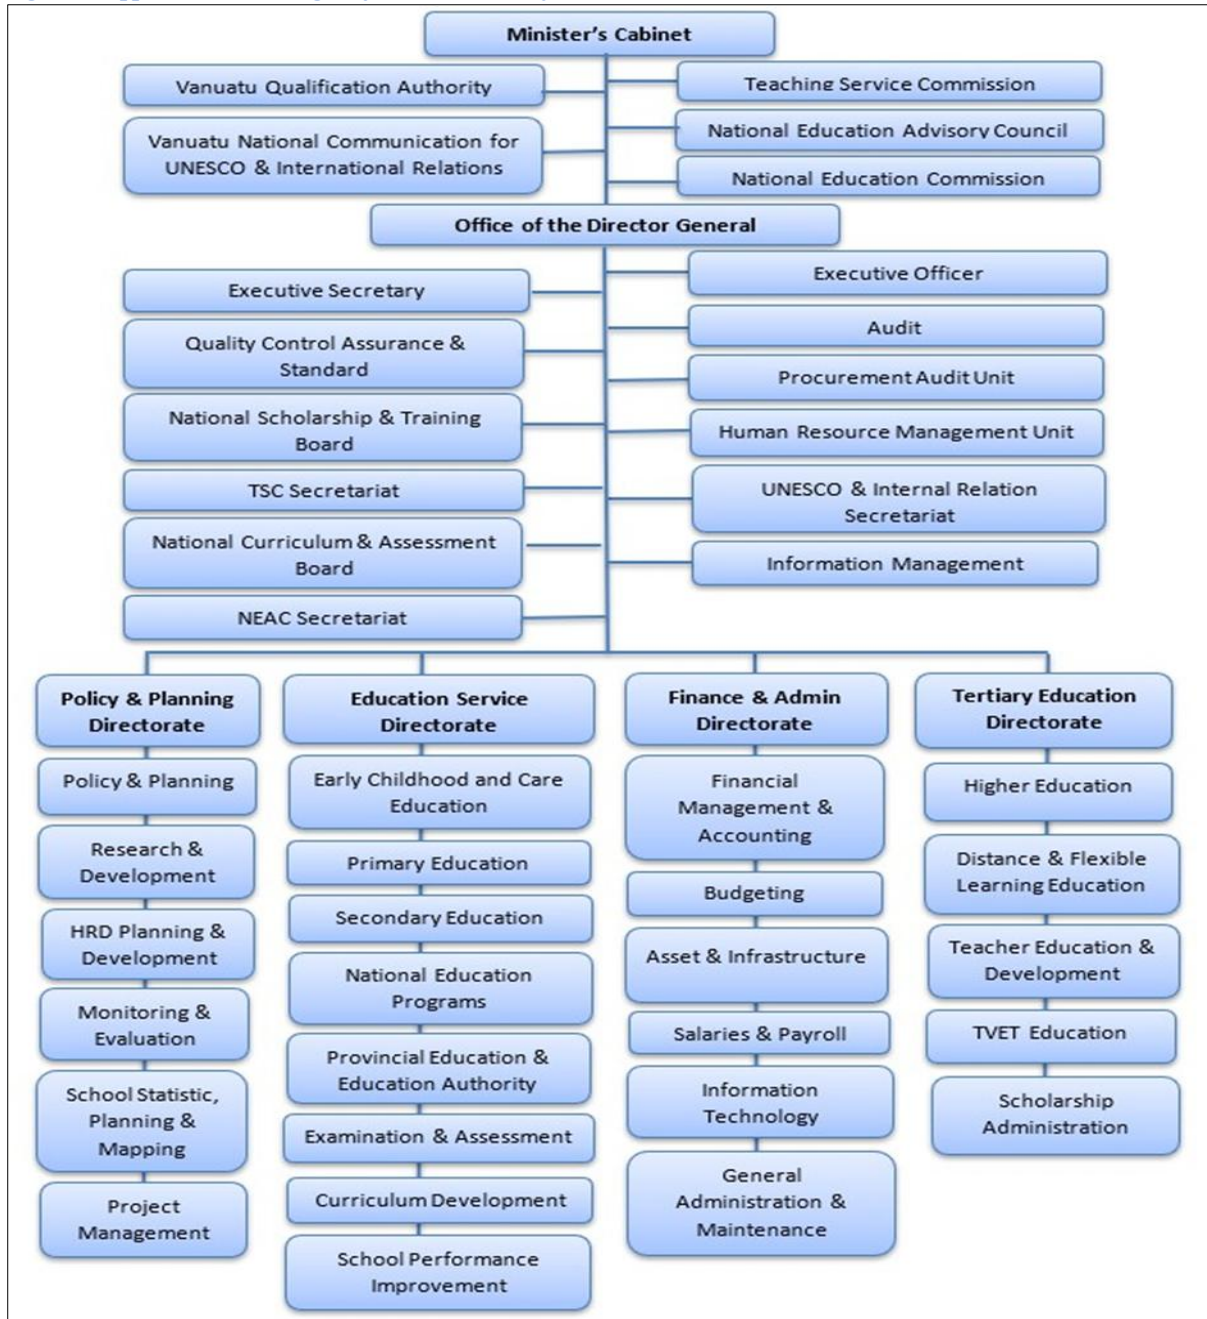 Minister's Cabinet
Vanuatu Qualification Authority
Vanuatu National Communication for
UNESCO & International Relations
Teaching Service Commission
National Education Advisory Council
National Education Commission
Office of the Director General
Executive Secretary
Quality Control Assurance &
Standard
National Scholarship & Training
Board
TSC Secretariat
National Curriculum & Assessment
Board
NEAC Secretariat
Executive Officer
Audit
Procurement Audit Unit
Human Resource Management Unit
UNESCO & Internal Relation
Secretariat
Information Management
Policy & Planning
Directorate
Policy & Planning
Research &
Development
HRD Planning &
Development
Monitoring &
Evaluation
School Statistic,
Planning &
Mapping
Project
Management
Education Service
Directorate
Early Childhood and Care
Education
Primary Education
Secondary Education
National Education
Programs
Provincial Education &
Education Authority
Examination & Assessment
Curriculum Development
School Performance
Improvement
Finance & Admin
Directorate
Financial
Management &
Accounting
Budgeting
Asset & Infrastructure
Salaries & Payroll
Information
Technology
General
Administration &
Maintenance
Tertiary Education
Directorate
Higher Education
Distance & Flexible
Learning Education
Teacher Education &
Development
TVET Education
Scholarship
Administration